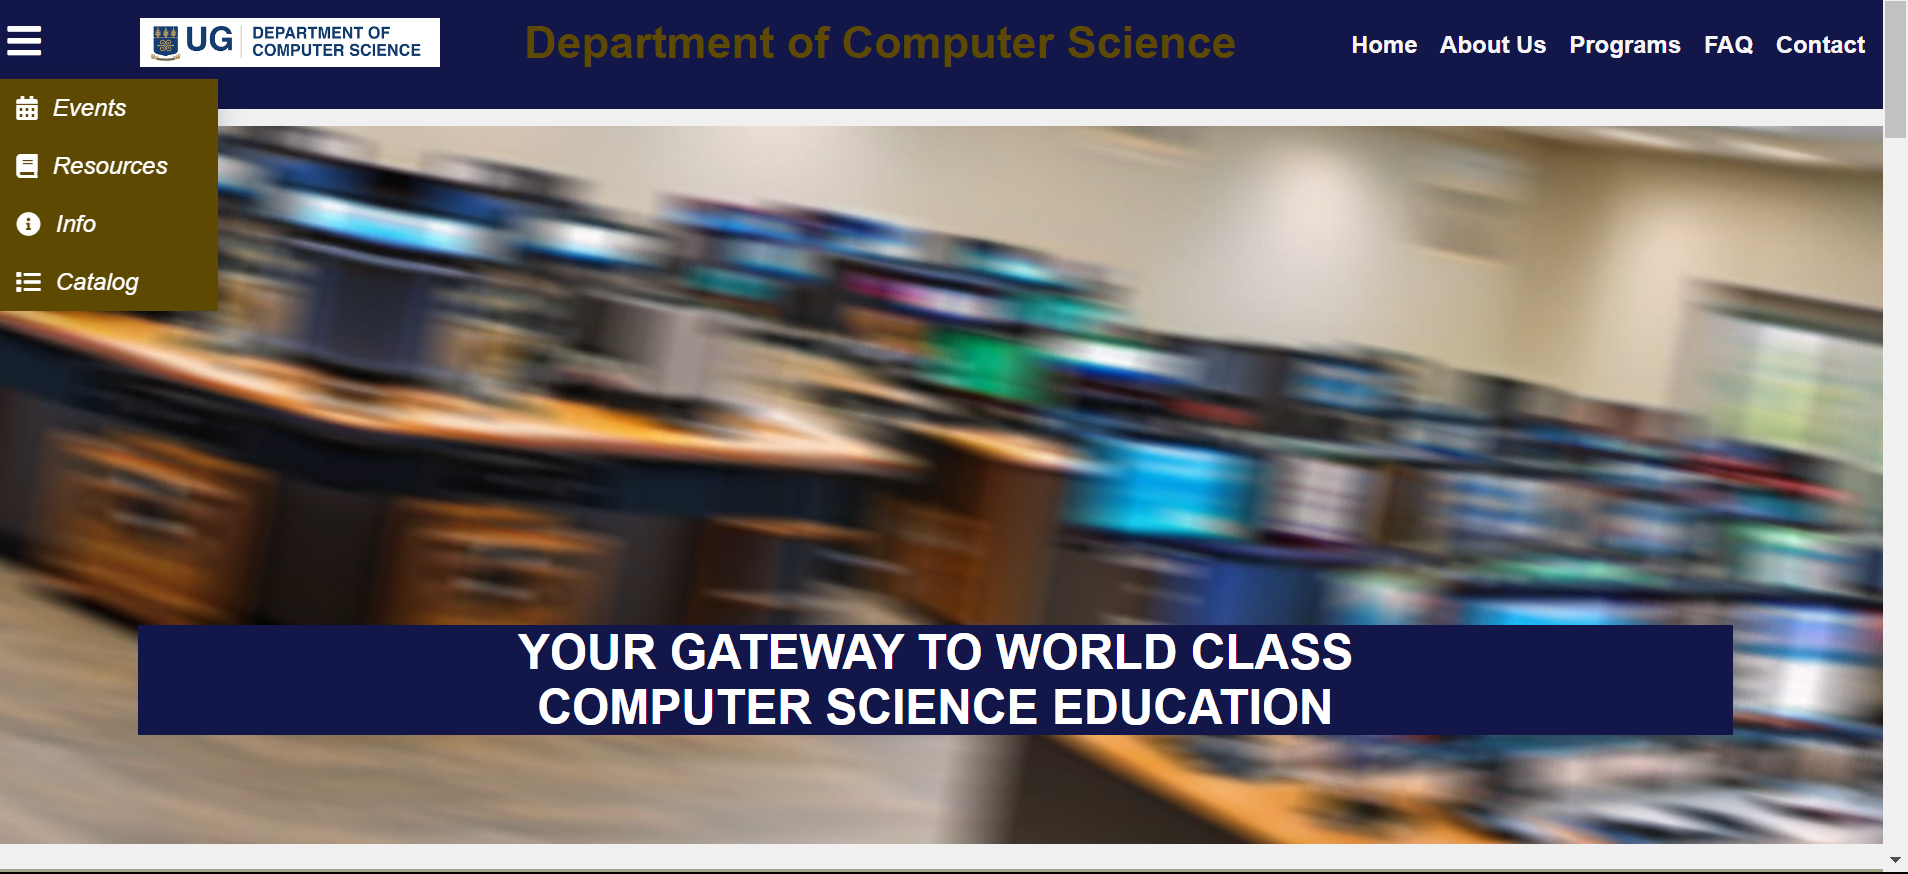 UG
DEPARTMENT OF
COMPUTER SCIENCE
Department of Computer Science
Home About Us Programs FAQ Contact
Events
Resources
Info
Catalog
YOUR GATEWAY TO WORLD CLASS
COMPUTER SCIENCE EDUCATION